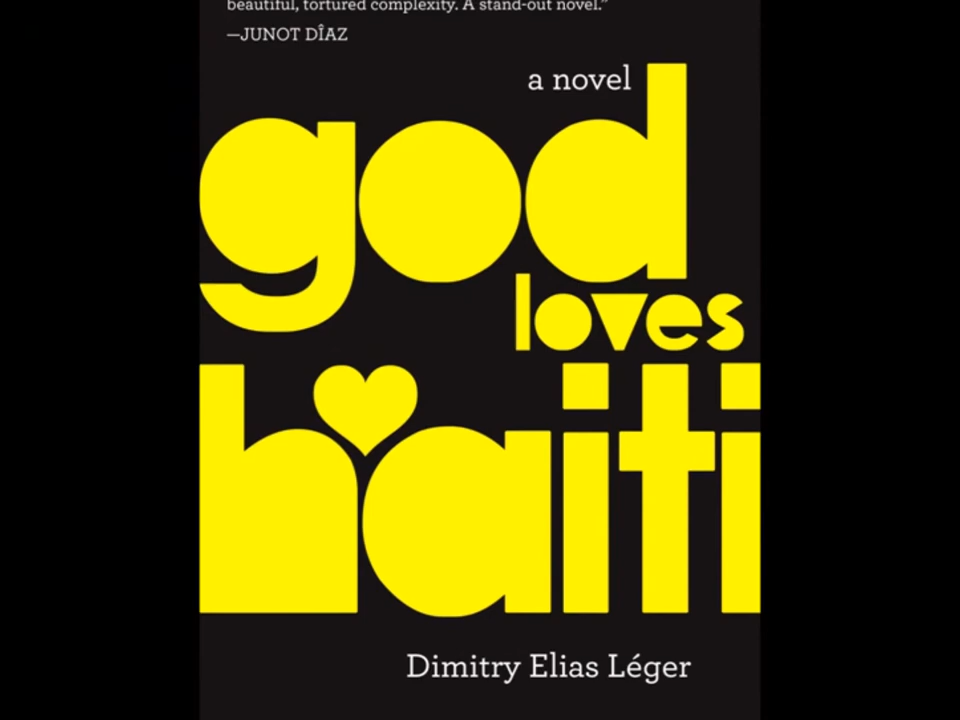 beautiful, tortured complexity. A stand-out novel.”
—JUNOT DÎAZ
a novel
god
loves
haiti
Dimitry Elias Léger